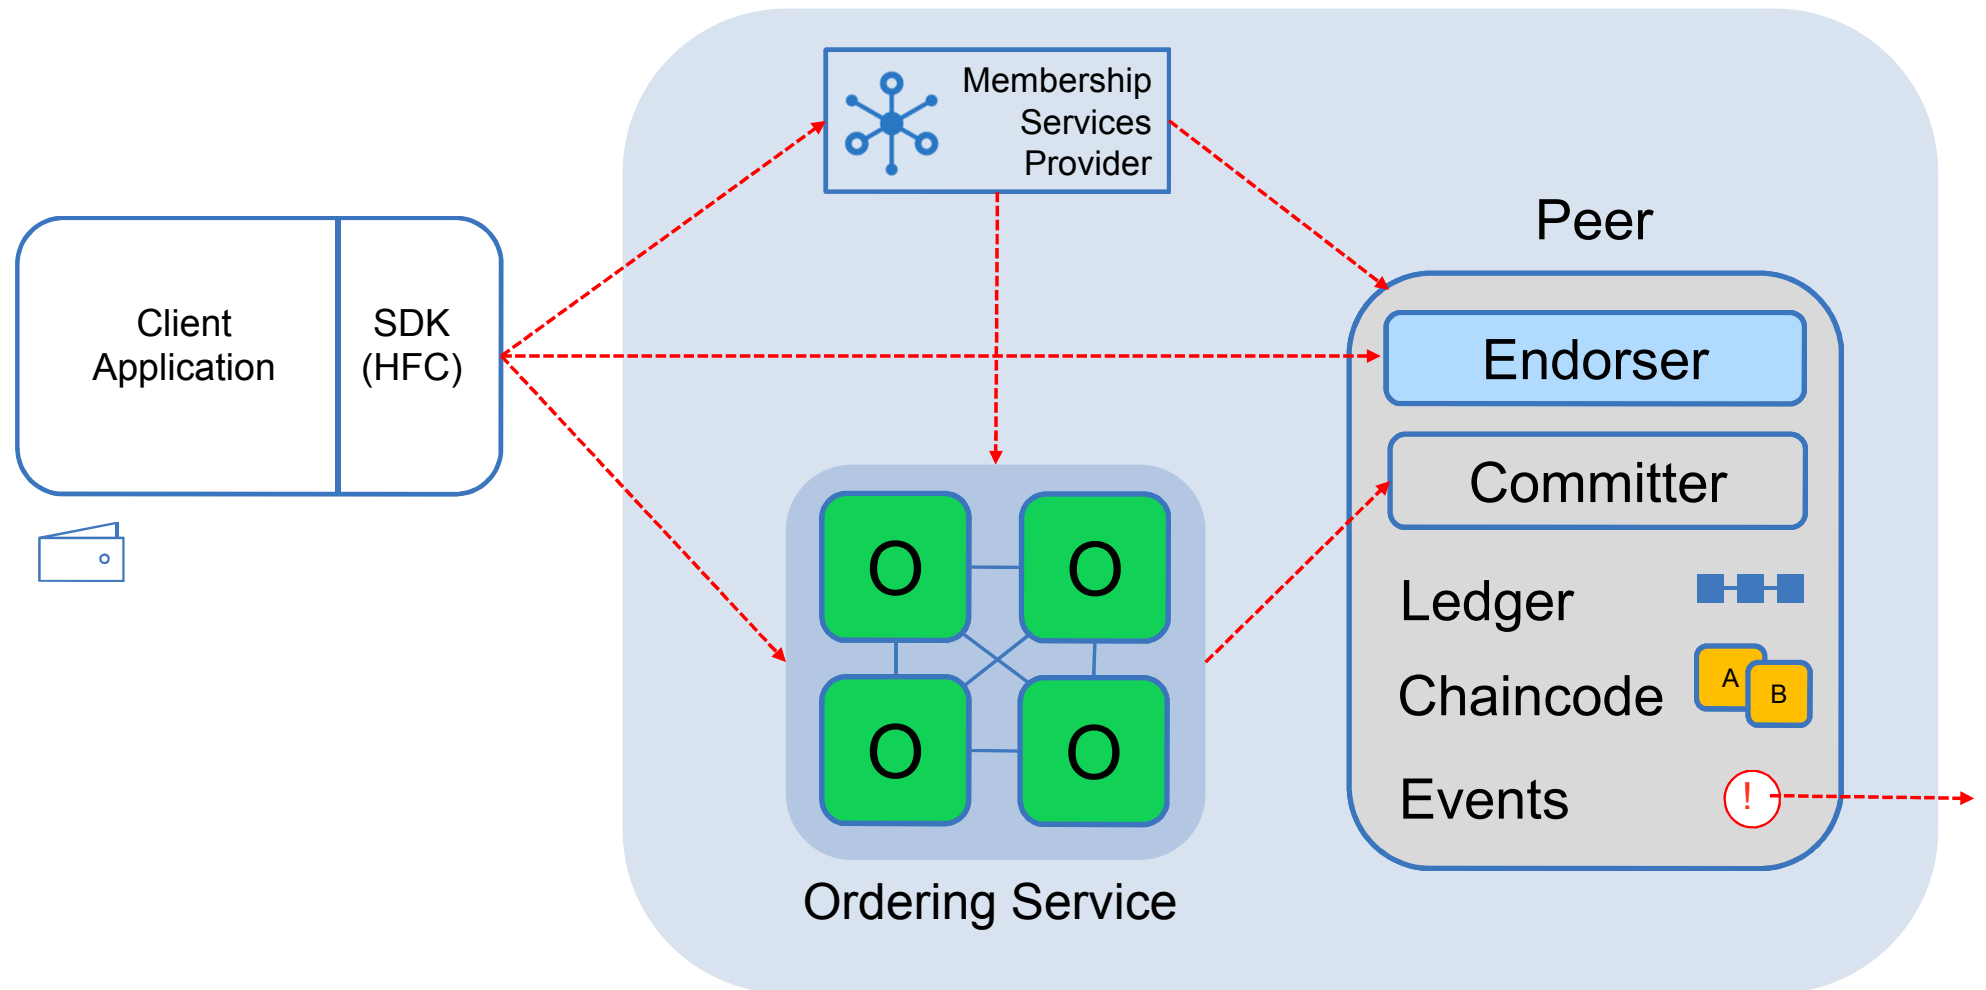 Membership
Services
Provider
Peer
Client
Application
SDK
(HFC)
Endorser
Committer
O
O
O
O
Ledger
Chaincode
A
B
Events
!
Ordering Service